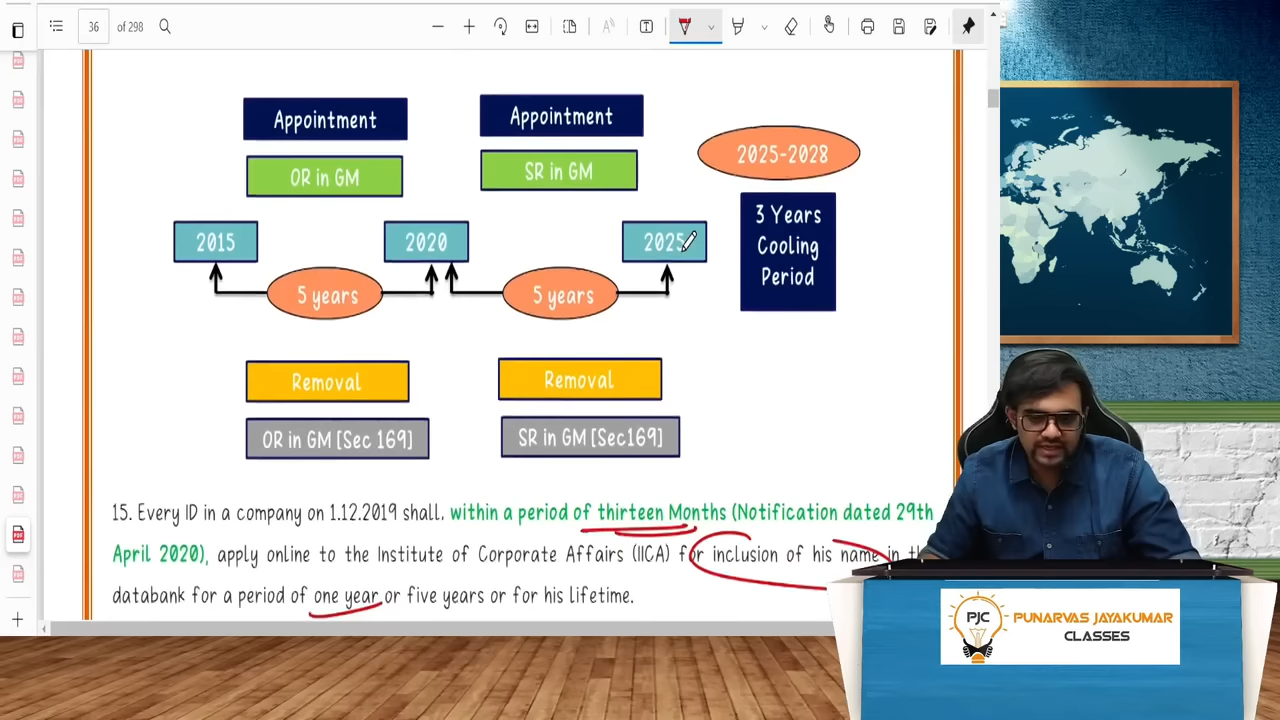 36 of 298
Appointment
Appointment
OR in GM
SR in GM
2025-2028
3 Years
Cooling
Period
2015
2020
2025
5 years
5 years
Removal
Removal
OR in GM [Sec 169]
SR in GM [Sec169]
15. Every ID in a company on 1.12.2019 shall, within a period of thirteen Months (Notification dated 29th
April 2020), apply online to the Institute of Corporate Affairs (IICA) for inclusion of his name in
databank for a period of one year or five years or for his lifetime.
PJC
PUNARVAS JAYAKUMAR
CLASSES